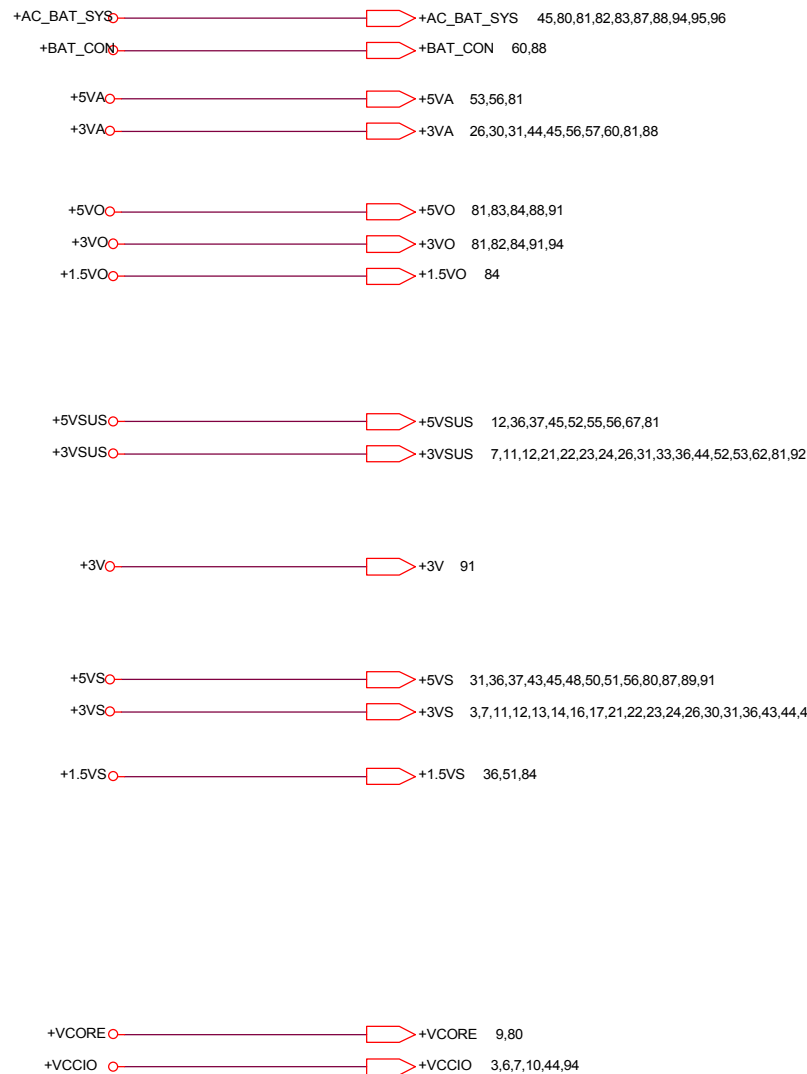 +AC_BAT_SYS +AC_BAT_SYS 45,80,81,82,83,87,88,94,95,96
+BAT_CON +BAT_CON 60,88
+5VA +5VA 53,56,81
+3VA +3VA 26,30,31,44,45,56,57,60,81,88
+5VO +5VO 81,83,84,88,91
+3VO +3VO 81,82,84,91,94
+1.5VO +1.5VO 84
+5VSUS +5VSUS 12,36,37,45,52,55,56,67,81
+3VSUS +3VSUS 7,11,12,21,22,23,24,26,31,33,36,44,52,53,62,81,92
+3V +3V 91
+5VS +5VS 31,36,37,43,45,48,50,51,56,80,87,89,91
+3VS +3VS 3,7,11,12,13,14,16,17,21,22,23,24,26,30,31,36,43,44,4
+1.5VS +1.5VS 36,51,84
+VCORE +VCORE 9,80
+VCCIO +VCCIO 3,6,7,10,44,94